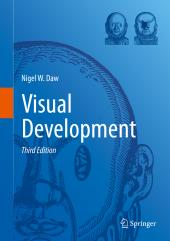 Nigel W. Daw
Visual
Development
Third Edition
Springer